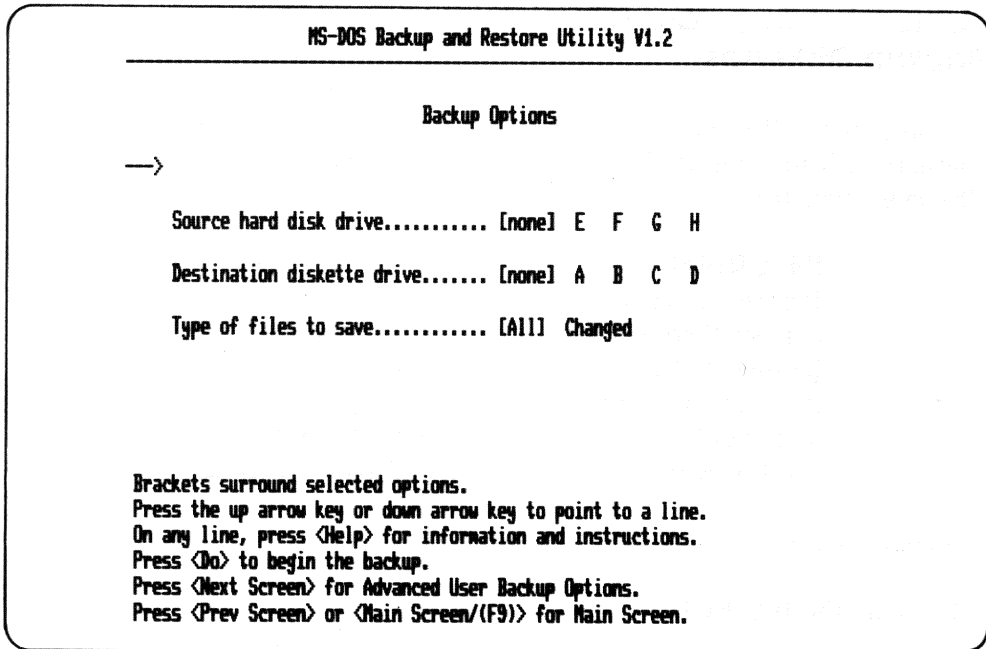 MS-DOS Backup and Restore Utility V1.2
Backup Options
-->
Source hard disk drive........... [none] E F G H
Destination diskette drive....... [none] A B C D
Type of files to save............ [All] Changed
Brackets surround selected options.
Press the up arrow key or down arrow key to point to a line.
On any line, press <Help> for information and instructions.
Press <Do> to begin the backup.
Press <Next Screen> for Advanced User Backup Options.
Press <Prev Screen> or <Main Screen/(F9)> for Main Screen.